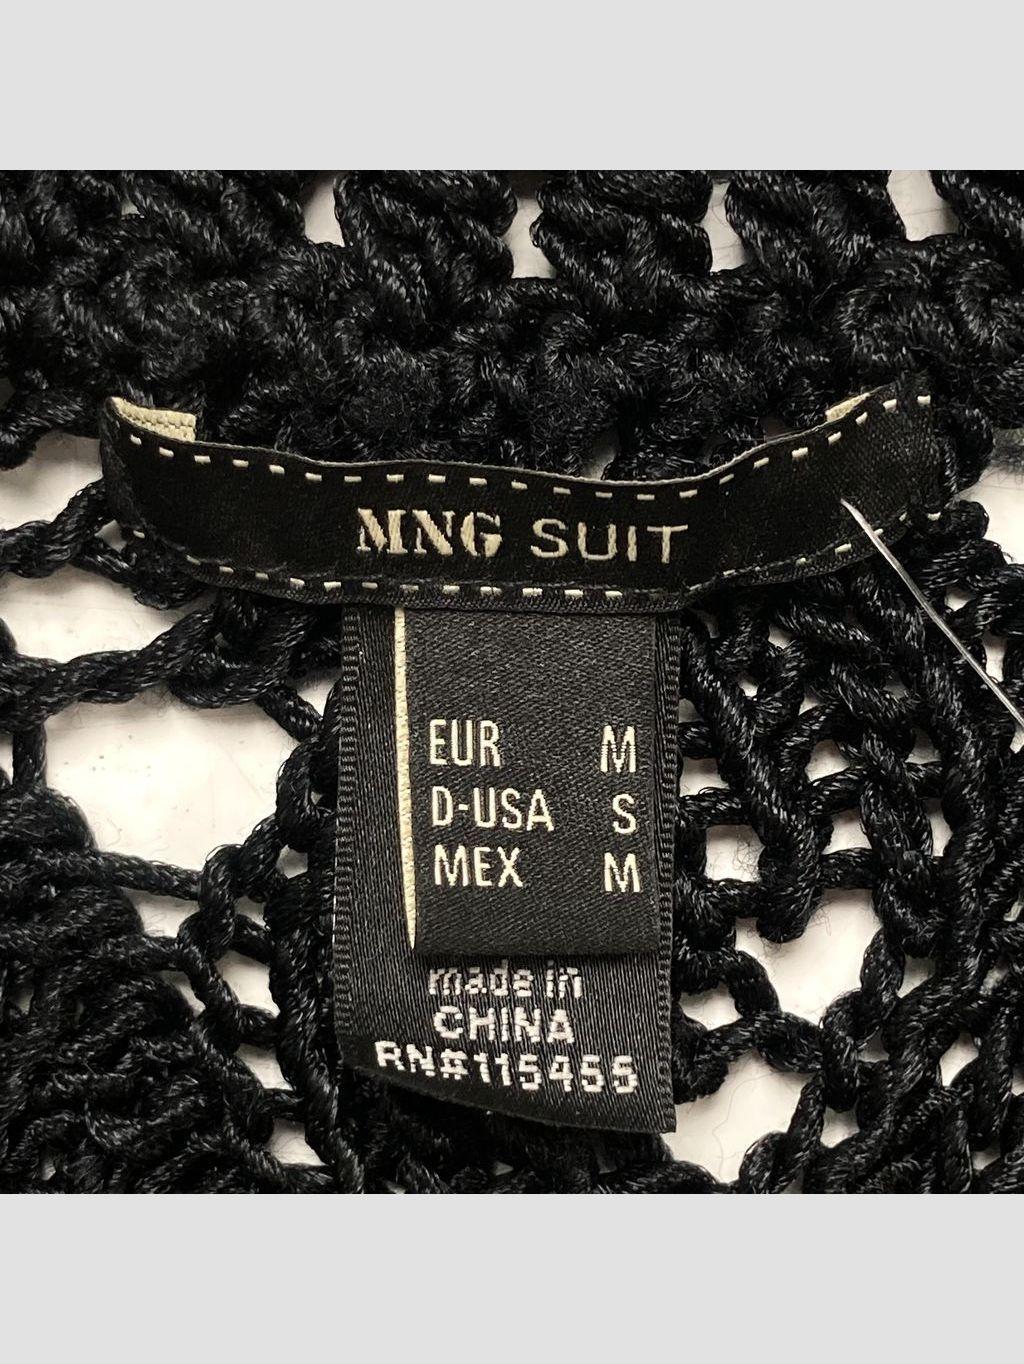 MNG SUIT
EUR M
D-USA S
MEX M
made in
CHINA
RN#115455